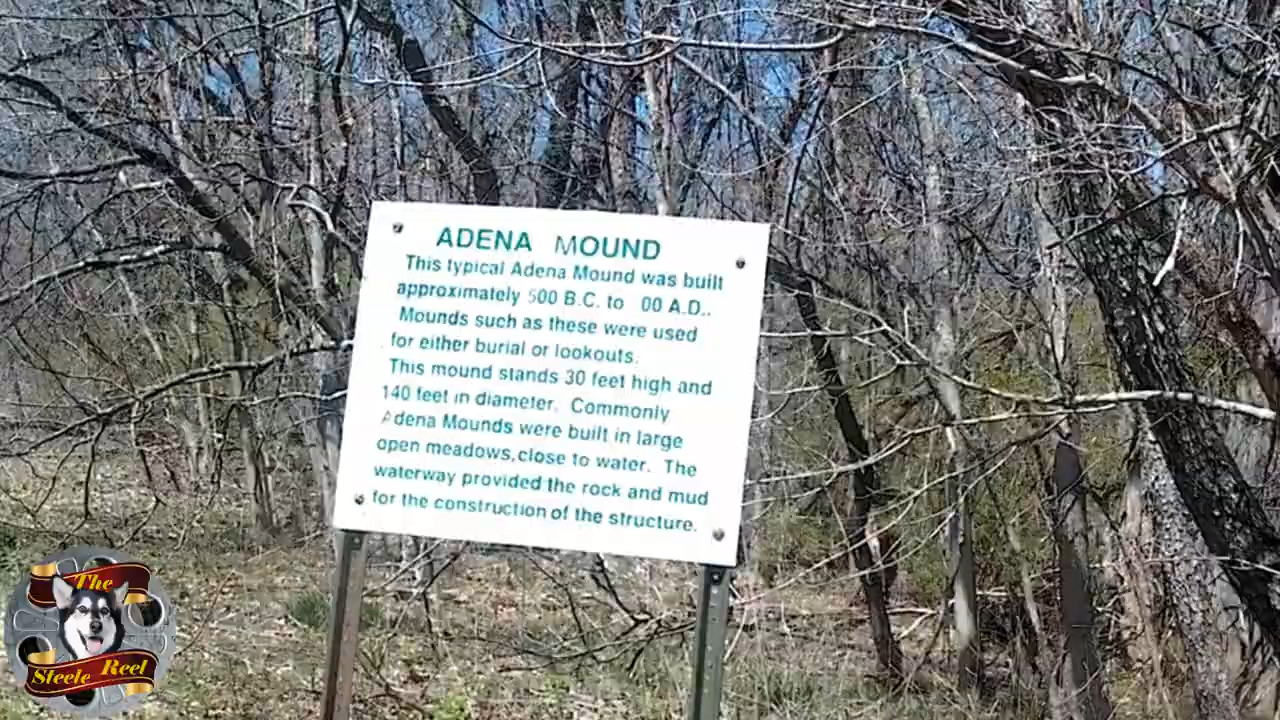 ADENA MOUND
This typical Adena Mound was built
approximately 500 B.C. to 00 A.D..
Mounds such as these were used
for either burial or lookouts.
This mound stands 30 feet high and
140 feet in diameter. Commonly
Adena Mounds were built in large
open meadows, close to water. The
waterway provided the rock and mud
for the construction of the structure.
The
Steele Reel